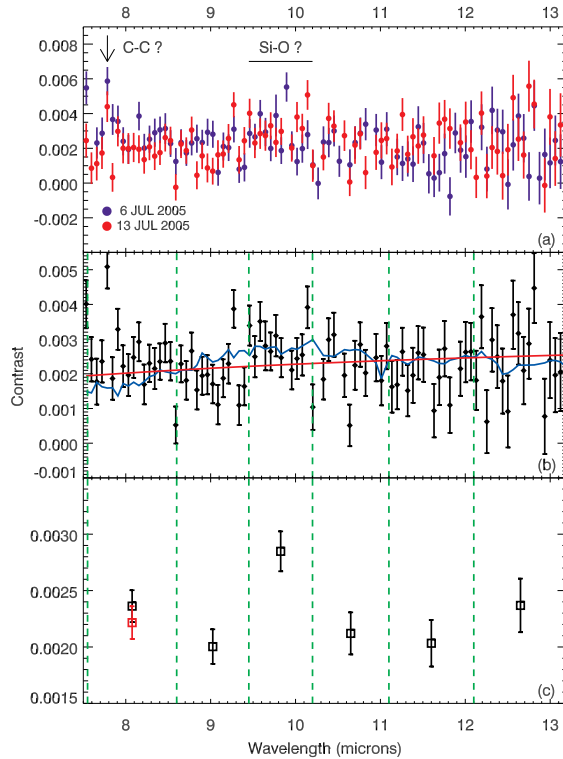 8 9 10 11 12 13
0.008
C-C ? Si-O ?
0.006
0.004
0.002
0.000
-0.002
6 JUL 2005
13 JUL 2005
(a)
0.005
0.004
0.003
0.002
0.001
0.000
-0.001
(b)
Contrast
0.0030
0.0025
0.0020
0.0015
(c)
8 9 10 11 12 13
Wavelength (microns)